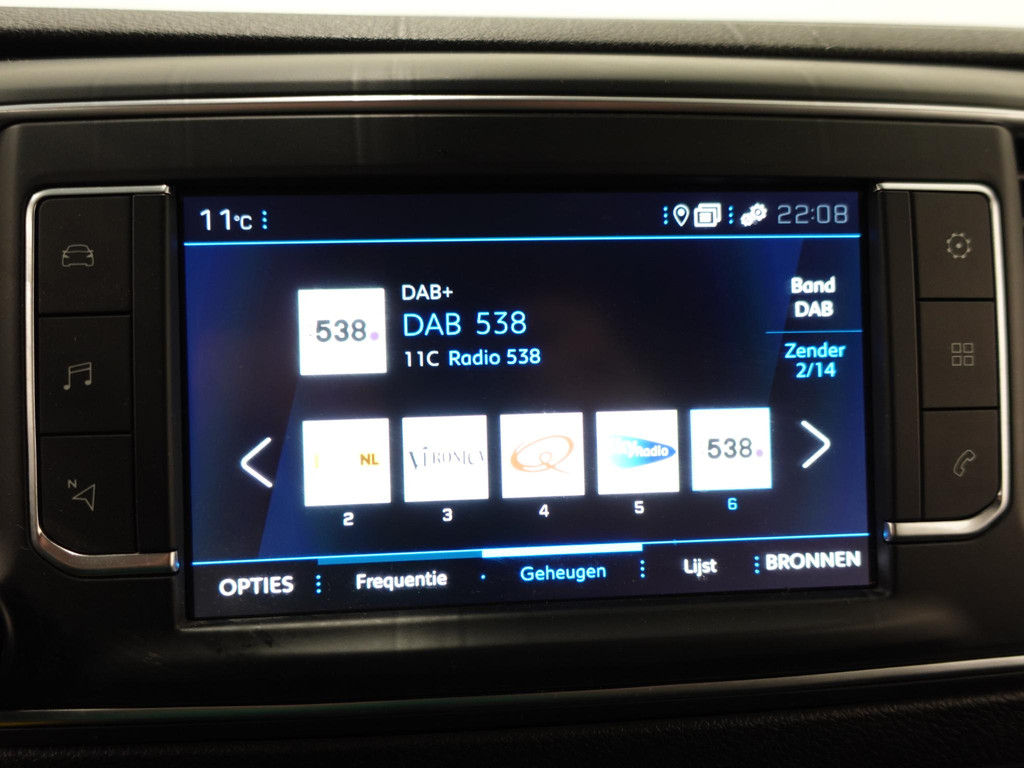 11°C
22:08
538
DAB+
DAB 538
11C Radio 538
Band
DAB
Zender
2/14
NL
VERONICA
Q
Radio
538
2 3 4 5 6
OPTIES Frequentie Geheugen Lijst BRONNEN
N